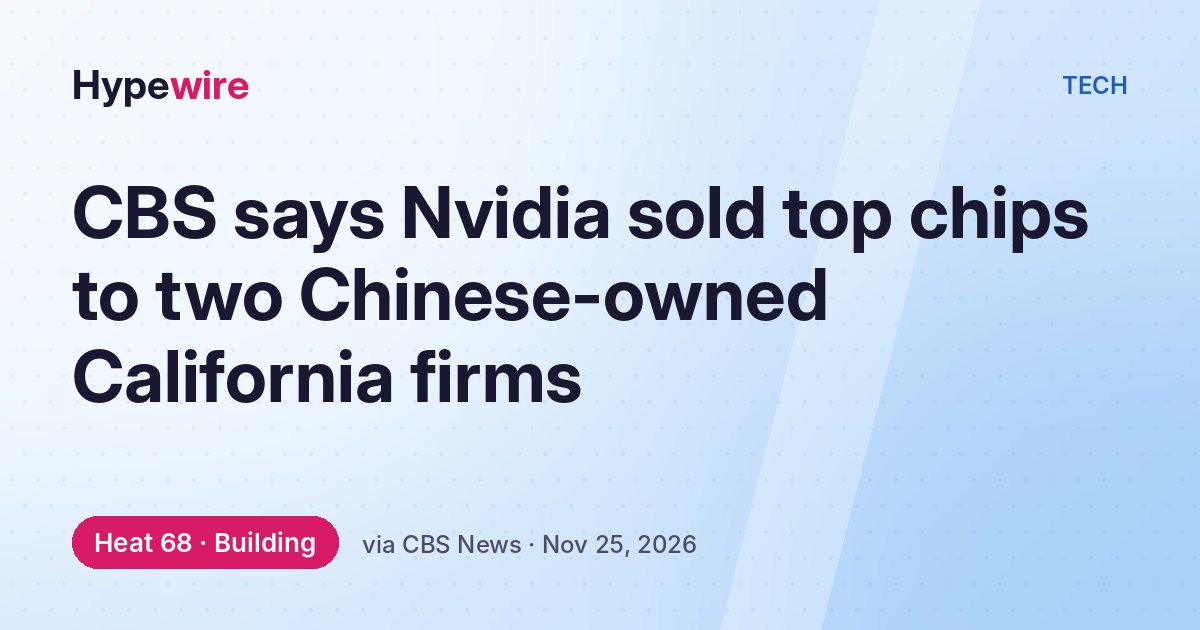 Hypewire
TECH
CBS says Nvidia sold top chips
to two Chinese-owned
California firms
Heat 68 · Building
via CBS News · Nov 25, 2026